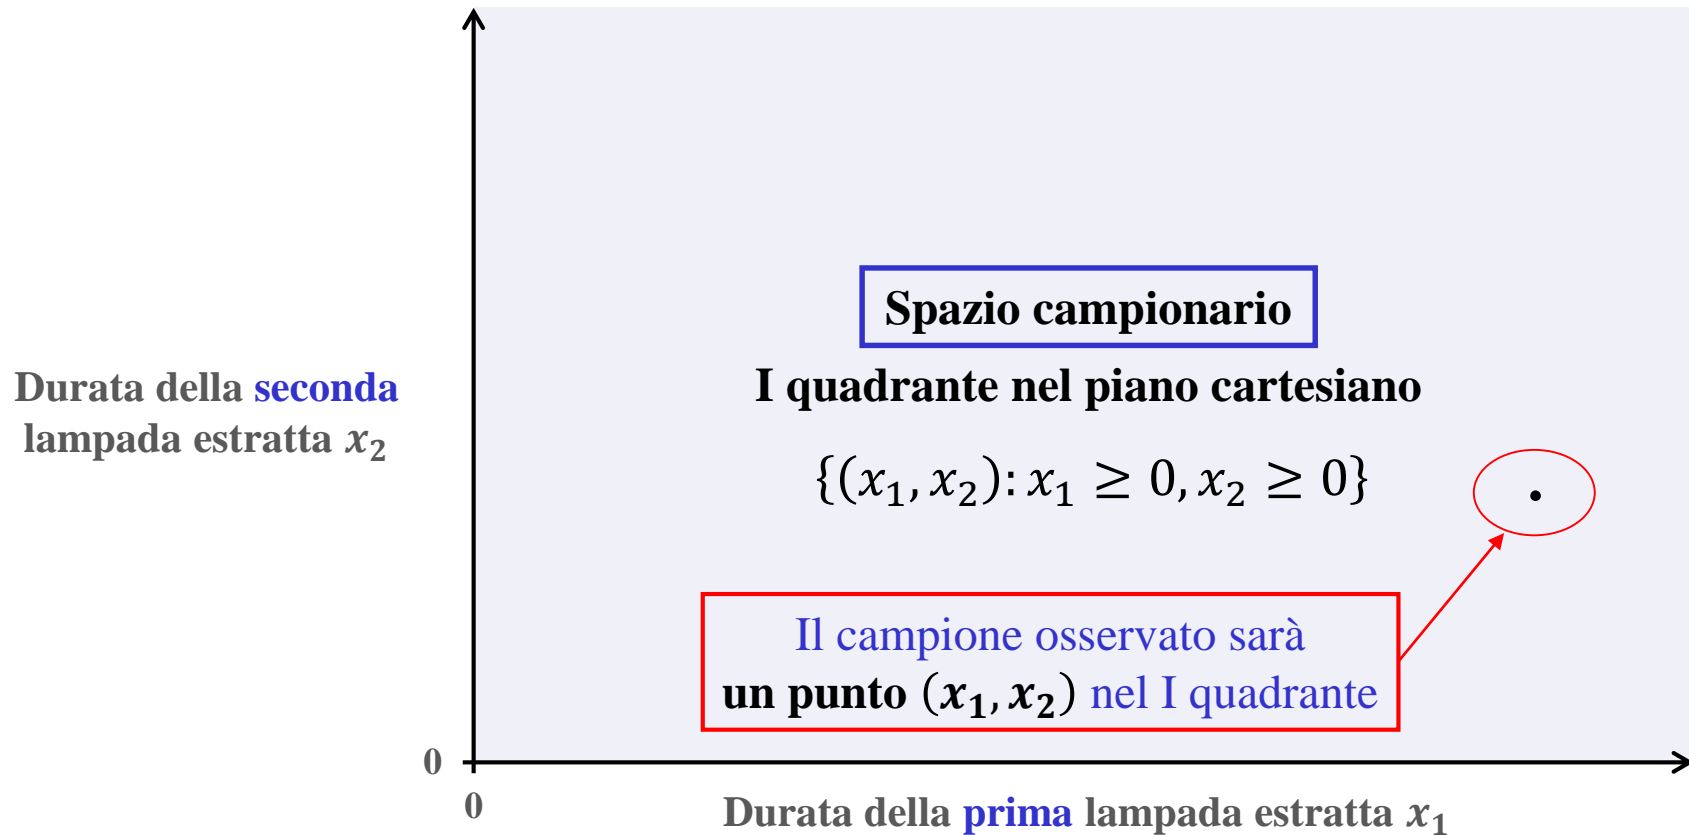 Spazio campionario
I quadrante nel piano cartesiano
{(x₁, x₂): x₁ ≥ 0, x₂ ≥ 0}
Durata della seconda
lampada estratta x₂
Il campione osservato sarà
un punto (x₁, x₂) nel I quadrante
0
0
Durata della prima lampada estratta x₁